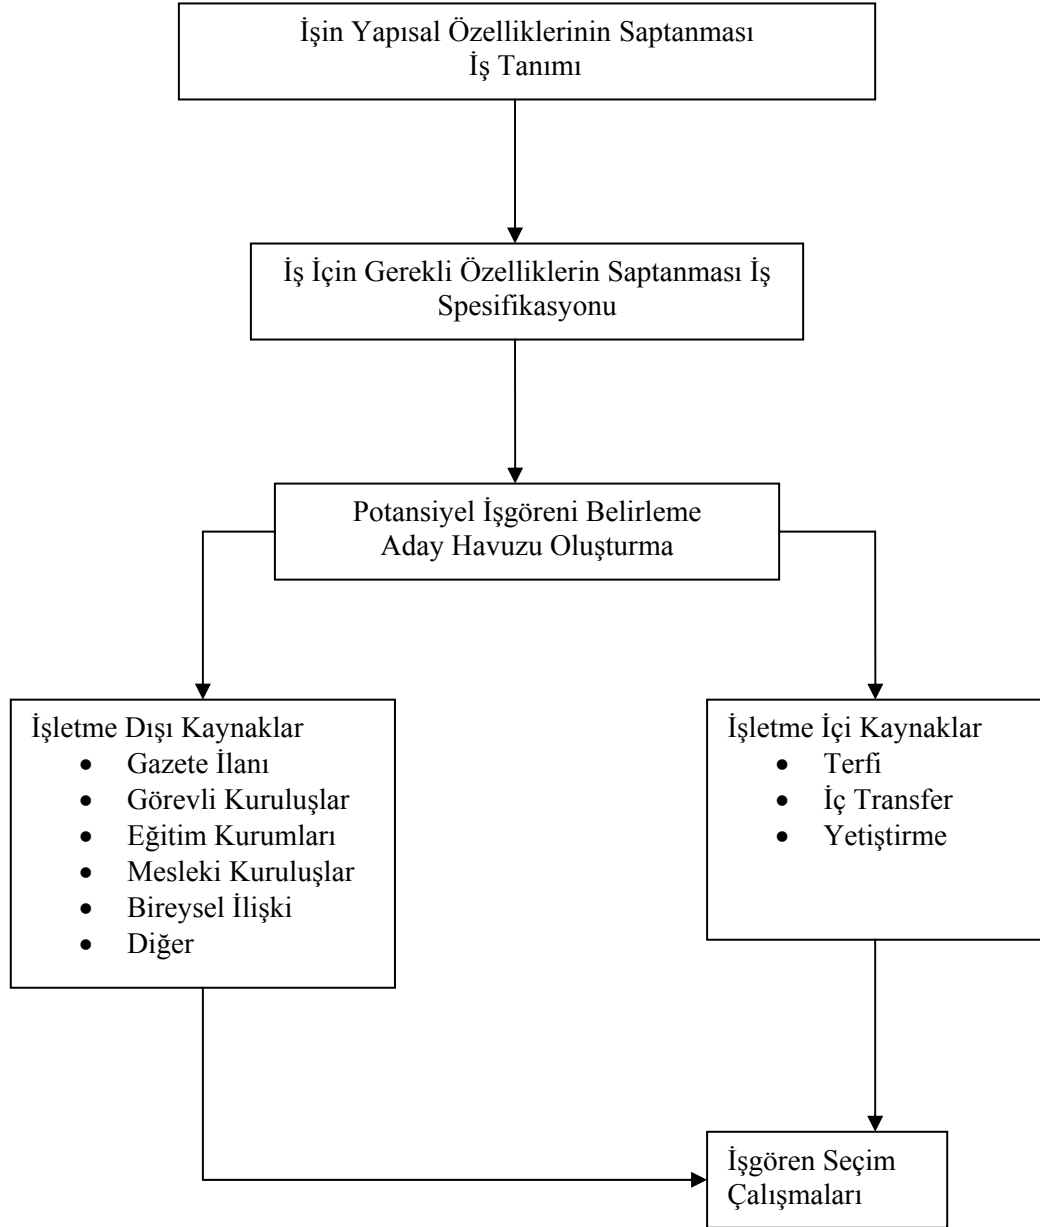 İşin Yapısal Özelliklerinin Saptanması
İş Tanımı
İş İçin Gerekli Özelliklerin Saptanması İş
Spesifikasyonu
Potansiyel İşgöreni Belirleme
Aday Havuzu Oluşturma
İşletme Dışı Kaynaklar
• Gazete İlanı
• Görevli Kuruluşlar
• Eğitim Kurumları
• Mesleki Kuruluşlar
• Bireysel İlişki
• Diğer
İşletme İçi Kaynaklar
• Terfi
• İç Transfer
• Yetiştirme
İşgören Seçim
Çalışmaları